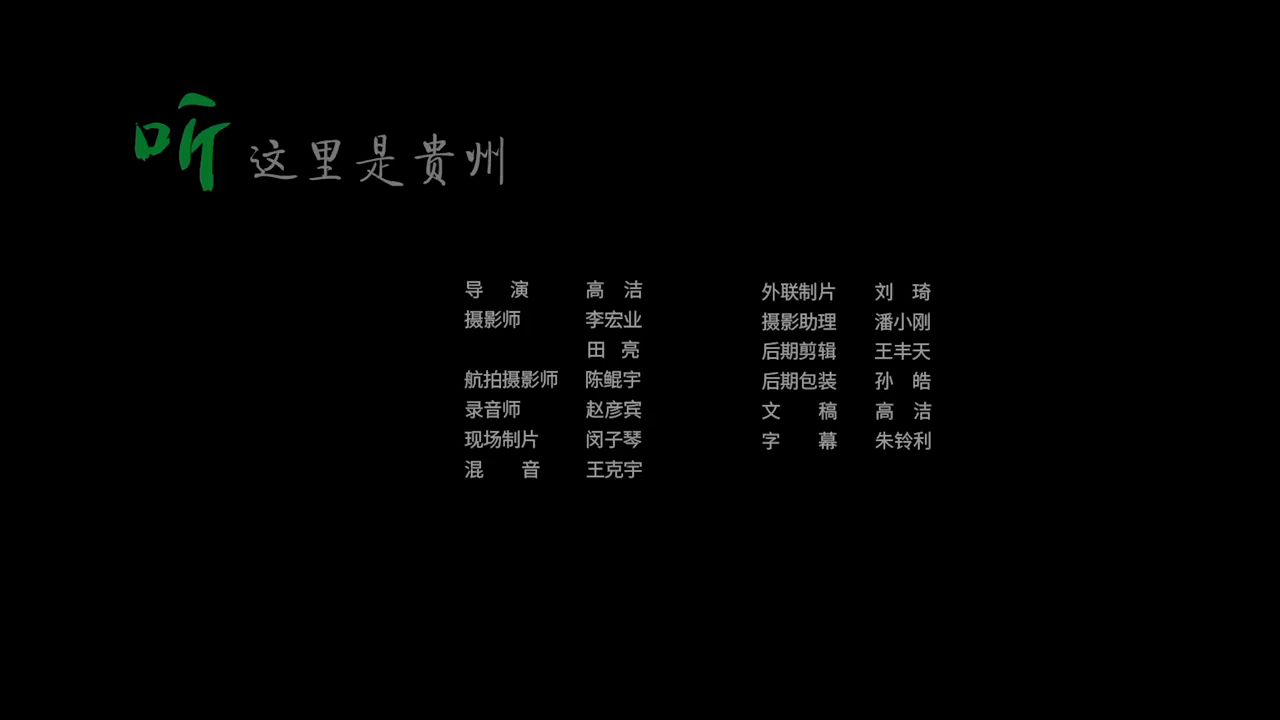 听 这里是贵州
导 演 高 洁
摄影师 李宏业
田 亮
航拍摄影师 陈鲲宇
录音师 赵彦宾
现场制片 闵子琴
混 音 王克宇
外联制片 刘 琦
摄影助理 潘小刚
后期剪辑 王丰天
后期包装 孙 皓
文 稿 高 洁
字 幕 朱铃利